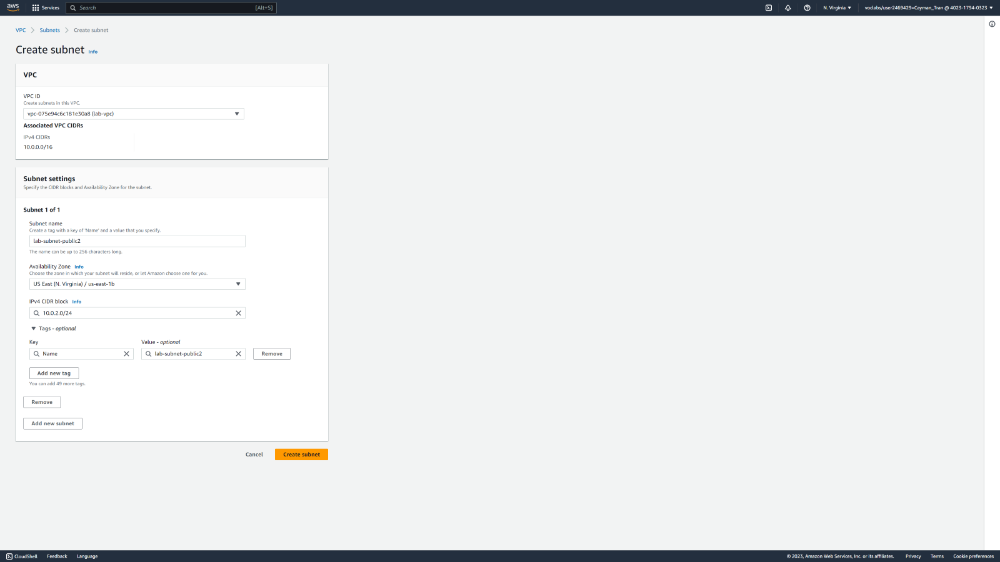 aws
Services
Search
[Alt+S]
N. Virginia
voclabs/user2469429=Cayman_Tran @ 4023-1794-0323
VPC
Subnets
Create subnet
Create subnet Info
VPC
VPC ID
Create subnets in this VPC.
vpc-075e94c6c181e30a8 (lab-vpc)
Associated VPC CIDRs
IPv4 CIDRs
10.0.0.0/16
Subnet settings
Specify the CIDR blocks and Availability Zone for the subnet.
Subnet 1 of 1
Subnet name
Create a tag with a key of 'Name' and a value that you specify.
lab-subnet-public2
The name can be up to 256 characters long.
Availability Zone Info
Choose the zone in which your subnet will reside, or let Amazon choose one for you.
US East (N. Virginia) / us-east-1b
IPv4 CIDR block Info
10.0.2.0/24
Tags - optional
Key
Value - optional
Name
lab-subnet-public2
Remove
Add new tag
You can add 49 more tags.
Remove
Add new subnet
Cancel
Create subnet
CloudShell
Feedback
Language
© 2023, Amazon Web Services, Inc. or its affiliates.
Privacy
Terms
Cookie preferences